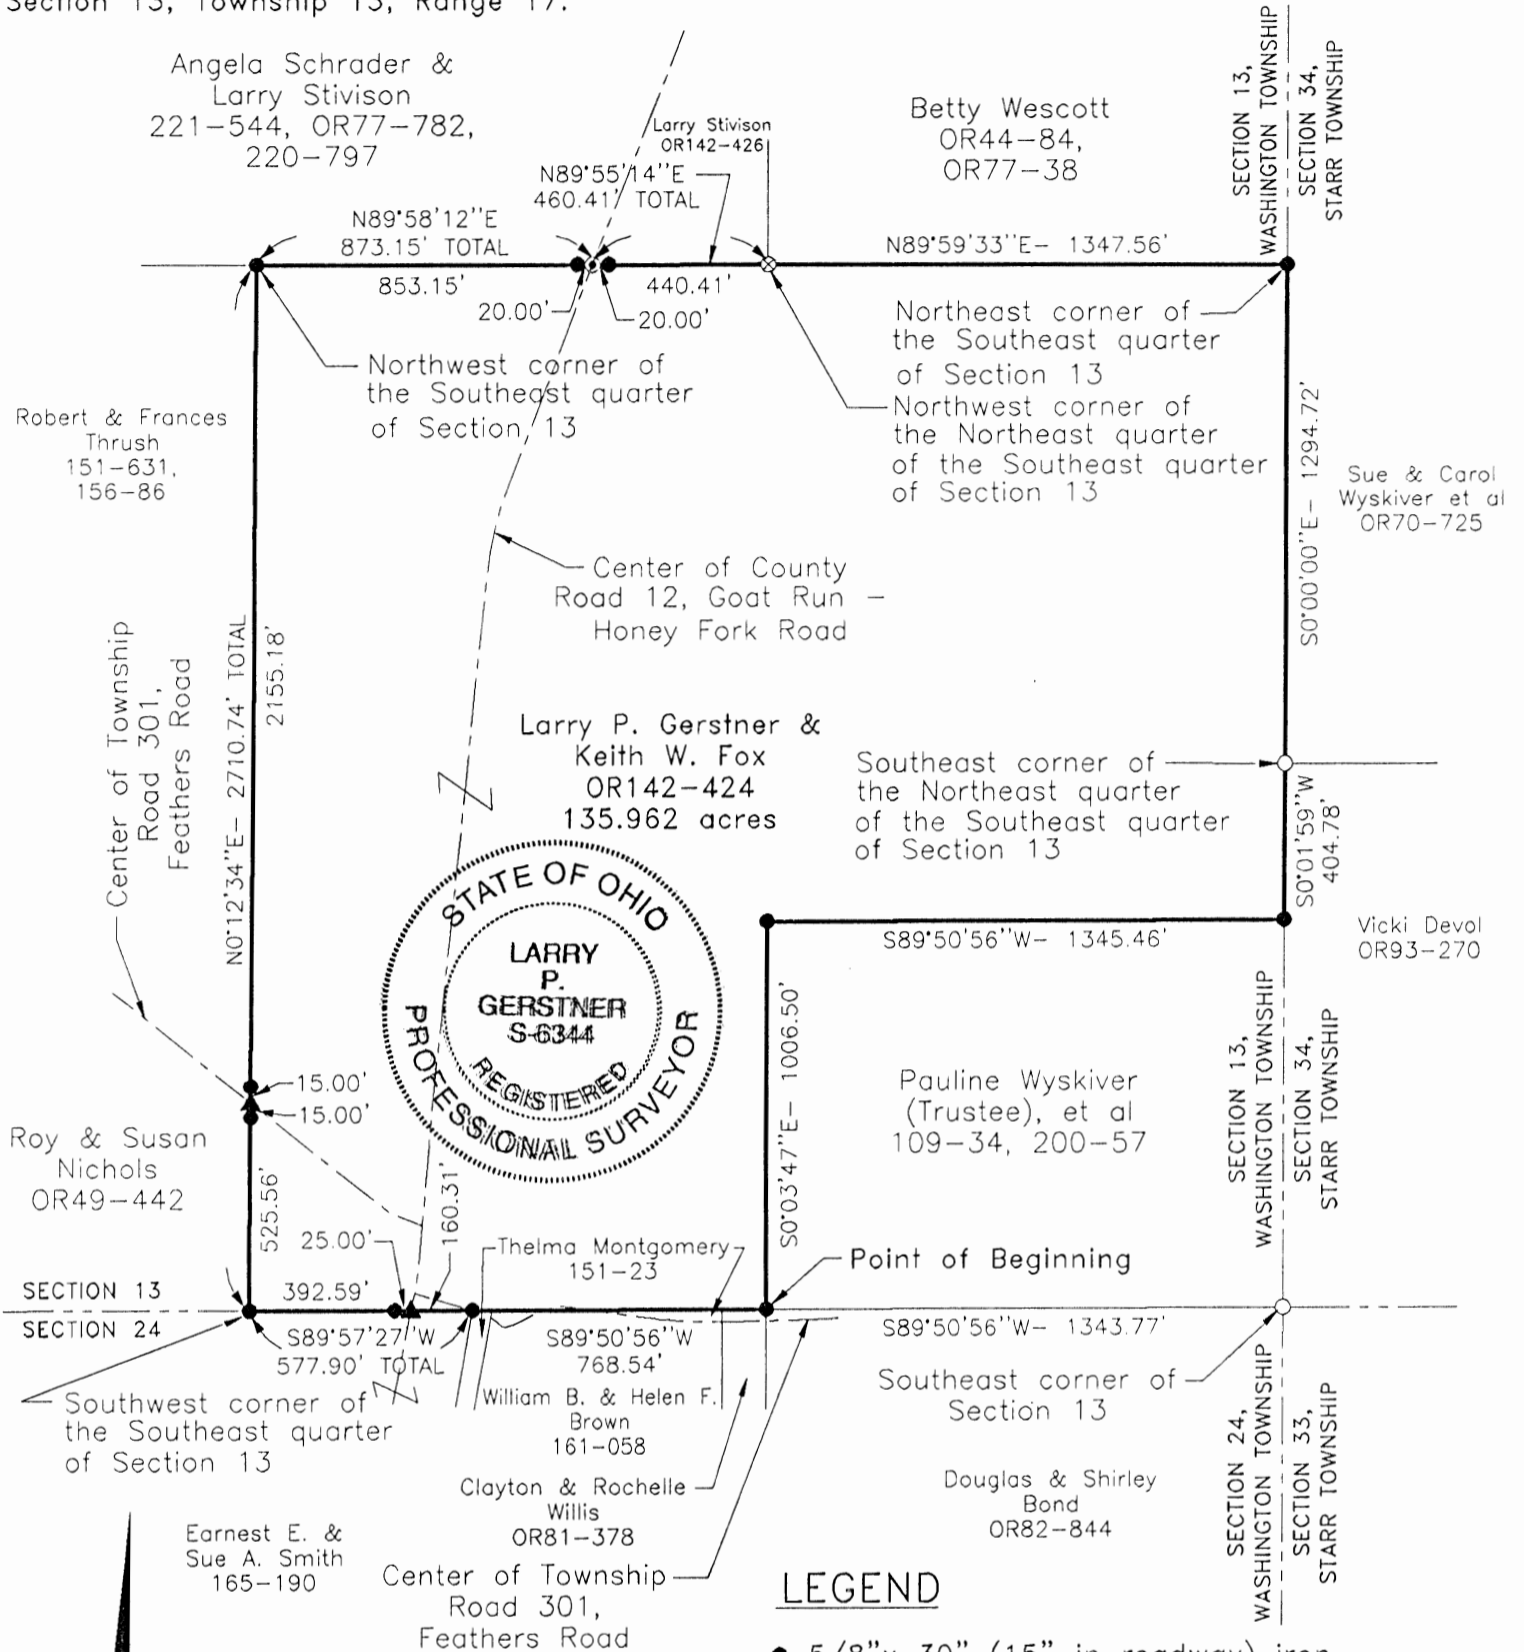 Section 13, Township 13, Range 17.
Angela Schrader &
Larry Stivison
221-544, OR77-782,
220-797
Larry Stivison
OR142-426
Betty Wescott
OR44-84,
OR77-38
SECTION 13,
WASHINGTON TOWNSHIP
SECTION 34,
STARR TOWNSHIP
N89°55'14"E
460.41' TOTAL
N89°58'12"E
873.15' TOTAL
N89°59'33"E- 1347.56'
853.15'
20.00'
440.41'
20.00'
Northwest corner of
the Southeast quarter
of Section 13
Northeast corner of
the Southeast quarter
of Section 13
Northwest corner of
the Northeast quarter
of the Southeast quarter
of Section 13
Robert & Frances
Thrush
151-631,
156-86
S0°00'00"E- 1294.72'
Sue & Carol
Wyskiver et al
OR70-725
Center of County
Road 12, Goat Run -
Honey Fork Road
Center of Township
Road 301,
Feathers Road
N0°12'34"E- 2710.74' TOTAL
2155.18'
Larry P. Gerstner &
Keith W. Fox
OR142-424
135.962 acres
Southeast corner of
the Northeast quarter
of the Southeast quarter
of Section 13
S0°01'59"W
404.78'
STATE OF OHIO
LARRY
P.
GERSTNER
S-6344
REGISTERED
PROFESSIONAL SURVEYOR
S89°50'56"W- 1345.46'
Vicki Devol
OR93-270
S0°03'47"E- 1006.50'
Pauline Wyskiver
(Trustee), et al
109-34, 200-57
SECTION 13,
WASHINGTON TOWNSHIP
SECTION 34,
STARR TOWNSHIP
15.00'
15.00'
Roy & Susan
Nichols
OR49-442
525.56'
160.31'
25.00'
Thelma Montgomery
151-23
Point of Beginning
SECTION 13
392.59'
SECTION 24
S89°57'27"W
577.90' TOTAL
S89°50'56"W
768.54'
S89°50'56"W- 1343.77'
Southwest corner of
the Southeast quarter
of Section 13
William B. & Helen F.
Brown
161-058
Southeast corner of
Section 13
SECTION 24,
WASHINGTON TOWNSHIP
SECTION 33,
STARR TOWNSHIP
Clayton & Rochelle
Willis
OR81-378
Douglas & Shirley
Bond
OR82-844
Earnest E. &
Sue A. Smith
165-190
Center of Township
Road 301,
Feathers Road
LEGEND
5/8"x 30" (15" in roadway) iron